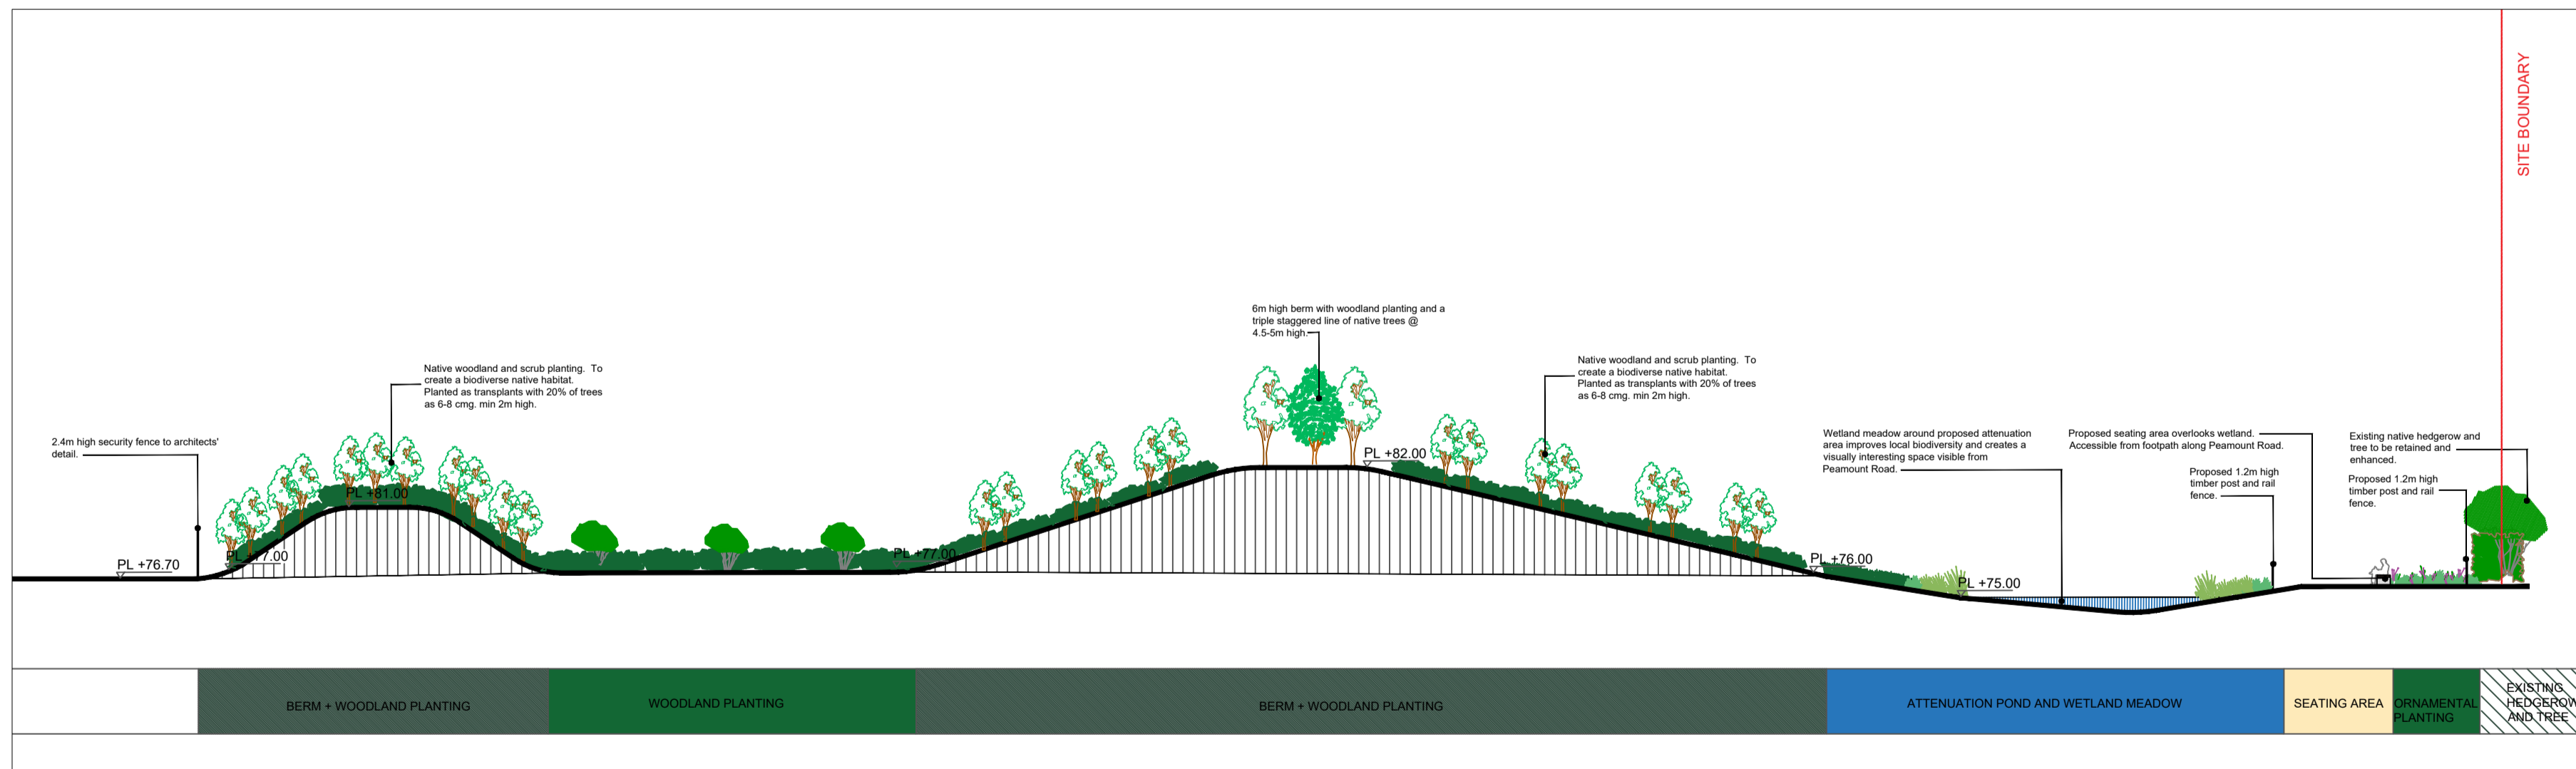 SITE BOUNDARY
6m high berm with woodland planting and a
triple staggered line of native trees @
4.5-5m high.
Native woodland and scrub planting. To
create a biodiverse native habitat.
Planted as transplants with 20% of trees
as 6-8 cmg. min 2m high.
Native woodland and scrub planting. To
create a biodiverse native habitat.
Planted as transplants with 20% of trees
as 6-8 cmg. min 2m high.
2.4m high security fence to architects'
detail.
Wetland meadow around proposed attenuation
area improves local biodiversity and creates a
visually interesting space visible from
Peamount Road.
Proposed seating area overlooks wetland.
Accessible from footpath along Peamount Road.
Proposed 1.2m high
timber post and rail
fence.
Existing native hedgerow and
tree to be retained and
enhanced.
Proposed 1.2m high
timber post and rail
fence.
PL +76.70
PL +77.00
PL +81.00
PL +77.00
PL +82.00
PL +76.00
PL +75.00
BERM + WOODLAND PLANTING
WOODLAND PLANTING
BERM + WOODLAND PLANTING
ATTENUATION POND AND WETLAND MEADOW
SEATING AREA
ORNAMENTAL
PLANTING
EXISTING
HEDGEROW
AND TREE